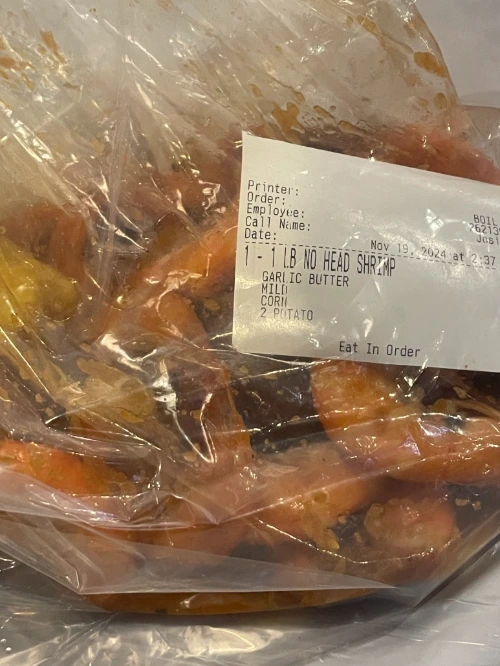 Printer:
BOIL
Order:
Employee:
Call Name:
Date: Nov 19, 2024 at 2:37
1 - 1 LB NO HEAD SHRIMP
GARLIC BUTTER
MILD
CORN
2 POTATO
Eat In Order